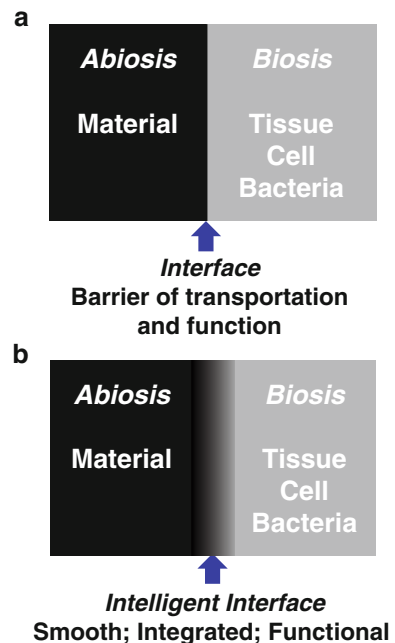 a
Abiosis Biosis
Material Tissue
Cell
Bacteria
Interface
Barrier of transportation
and function
b
Abiosis Biosis
Material Tissue
Cell
Bacteria
Intelligent Interface
Smooth; Integrated; Functional